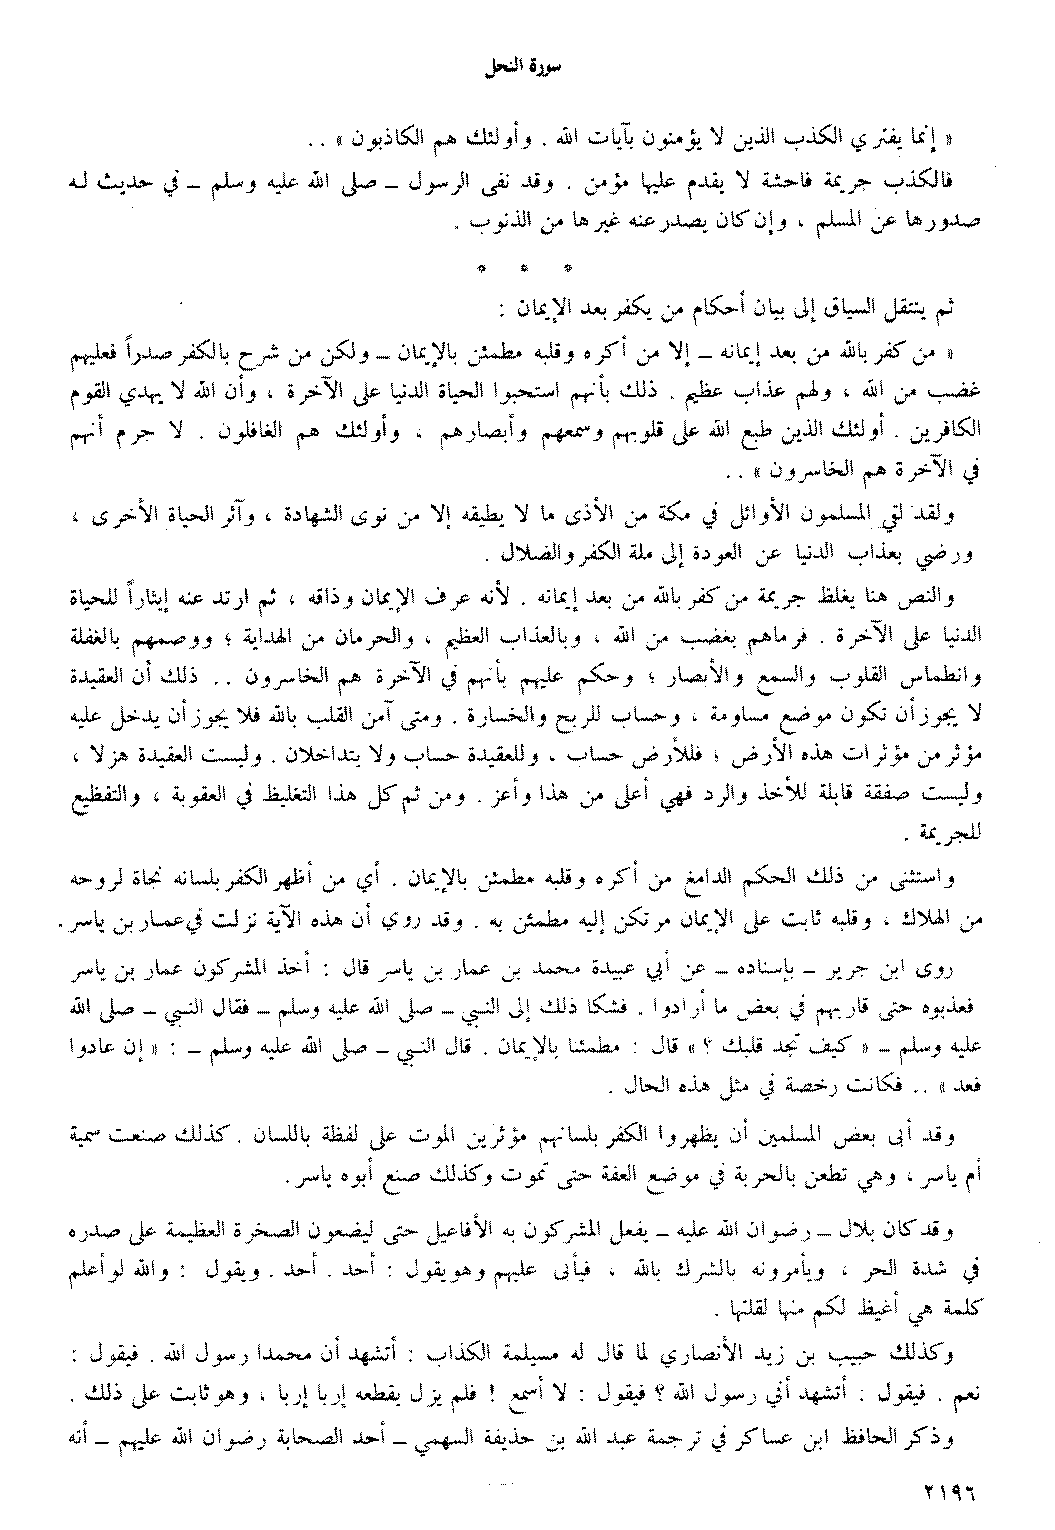 سورة النحل
« إنما يفتري الكذب الذين لا يؤمنون بآيات الله . وأولئك هم الكاذبون » . .
فالكذب جريمة فاحشة لا يقدم عليها مؤمن . وقد نفى الرسول – صلى الله عليه وسلم – في حديث له
صدورها عن المسلم ، وإن كان يصدر عنه غيرها من الذنوب .
* * *
ثم ينتقل السياق إلى بيان أحكام من يكفر بعد الإيمان :
« من كفر بالله من بعد إيمانه – إلا من أكره وقلبه مطمئن بالإيمان – ولكن من شرح بالكفر صدراً فعليهم
غضب من الله ، ولهم عذاب عظيم . ذلك بأنهم استحبوا الحياة الدنيا على الآخرة ، وأن الله لا يهدي القوم
الكافرين . أولئك الذين طبع الله على قلوبهم وسمعهم وأبصارهم ، وأولئك هم الغافلون . لا جرم أنهم
في الآخرة هم الخاسرون » . .
ولقد لقي المسلمون الأوائل في مكة من الأذى ما لا يطيقه إلا من نوى الشهادة ، وآثر الحياة الأخرى ،
ورضي بعذاب الدنيا عن العودة إلى ملة الكفر والضلال .
والنص هنا يغلظ جريمة من كفر بالله من بعد إيمانه . لأنه عرف الإيمان وذاقه ، ثم ارتد عنه إيثاراً للحياة
الدنيا على الآخرة . فرماهم بغضب من الله ، وبالعذاب العظيم ، والحرمان من الهداية ؛ ووصمهم بالغفلة
وانطماس القلوب والسمع والأبصار ؛ وحكم عليهم بأنهم في الآخرة هم الخاسرون . . ذلك أن العقيدة
لا يجوز أن تكون موضع مساومة ، وحساب للربح والخسارة . ومتى آمن القلب بالله فلا يجوز أن يدخل عليه
مؤثر من مؤثرات هذه الأرض ؛ فللأرض حساب ، وللعقيدة حساب ولا يتداخلان . وليست العقيدة هزلا ،
وليست صفقة قابلة للأخذ والرد فهي أعلى من هذا وأعز . ومن ثم كل هذا التغليظ في العقوبة ، والتفظيع
للجريمة .
واستثنى من ذلك الحكم الدامغ من أكره وقلبه مطمئن بالإيمان . أي من أظهر الكفر بلسانه نجاة لروحه
من الهلاك ، وقلبه ثابت على الإيمان مرتكن إليه مطمئن به . وقد روي أن هذه الآية نزلت في عمار بن ياسر .
روى ابن جرير – بإسناده – عن أبي عبيدة محمد بن عمار بن ياسر قال : أخذ المشركون عمار بن ياسر
فعذبوه حتى قاربهم في بعض ما أرادوا . فشكا ذلك إلى النبي – صلى الله عليه وسلم – فقال النبي – صلى الله
عليه وسلم – « كيف تجد قلبك ؟ » قال : مطمئنا بالإيمان . قال النبي – صلى الله عليه وسلم – : « إن عادوا
فعد » . . فكانت رخصة في مثل هذه الحال .
وقد أبى بعض المسلمين أن يظهروا الكفر بلسانهم مؤثرين الموت على لفظة باللسان . كذلك صنعت سمية
أم ياسر ، وهي تطعن بالحربة في موضع العفة حتى تموت وكذلك صنع أبوه ياسر .
وقد كان بلال – رضوان الله عليه – يفعل المشركون به الأفاعيل حتى ليضعون الصخرة العظيمة على صدره
في شدة الحر ، ويأمرونه بالشرك بالله ، فيأبى عليهم وهو يقول : أحد . أحد . ويقول : والله لو أعلم
كلمة هي أغيظ لكم منها لقلتها .
وكذلك حبيب بن زيد الأنصاري لما قال له مسيلمة الكذاب : أتشهد أن محمدا رسول الله . فيقول :
نعم . فيقول : أتشهد أني رسول الله ؟ فيقول : لا أسمع ! فلم يزل يقطعه إربا إربا ، وهو ثابت على ذلك .
وذكر الحافظ ابن عساكر في ترجمة عبد الله بن حذيفة السهمي – أحد الصحابة رضوان الله عليهم – أنه
٢١٩٦